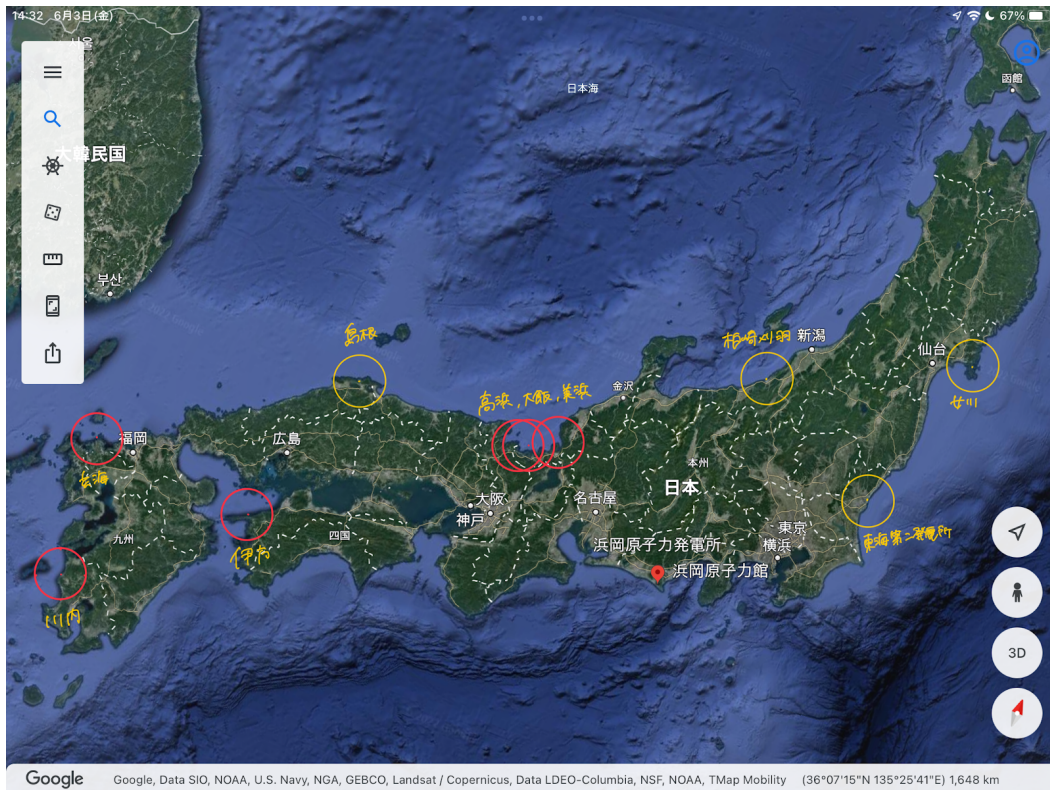 14:32 6月3日(金)
67%
서울
函館
日本海
大韓民国
부산
島根
柏崎刈羽
新潟
仙台
金沢
高浜,大飯,美浜
女川
福岡
広島
玄海
本州
日本
大阪
名古屋
神戸
東京
四国
九州
浜岡原子力発電所
横浜
東海第二発電所
伊方
浜岡原子力館
川内
3D
Google
Google, Data SIO, NOAA, U.S. Navy, NGA, GEBCO, Landsat / Copernicus, Data LDEO-Columbia, NSF, NOAA, TMap Mobility (36°07'15"N 135°25'41"E) 1,648 km